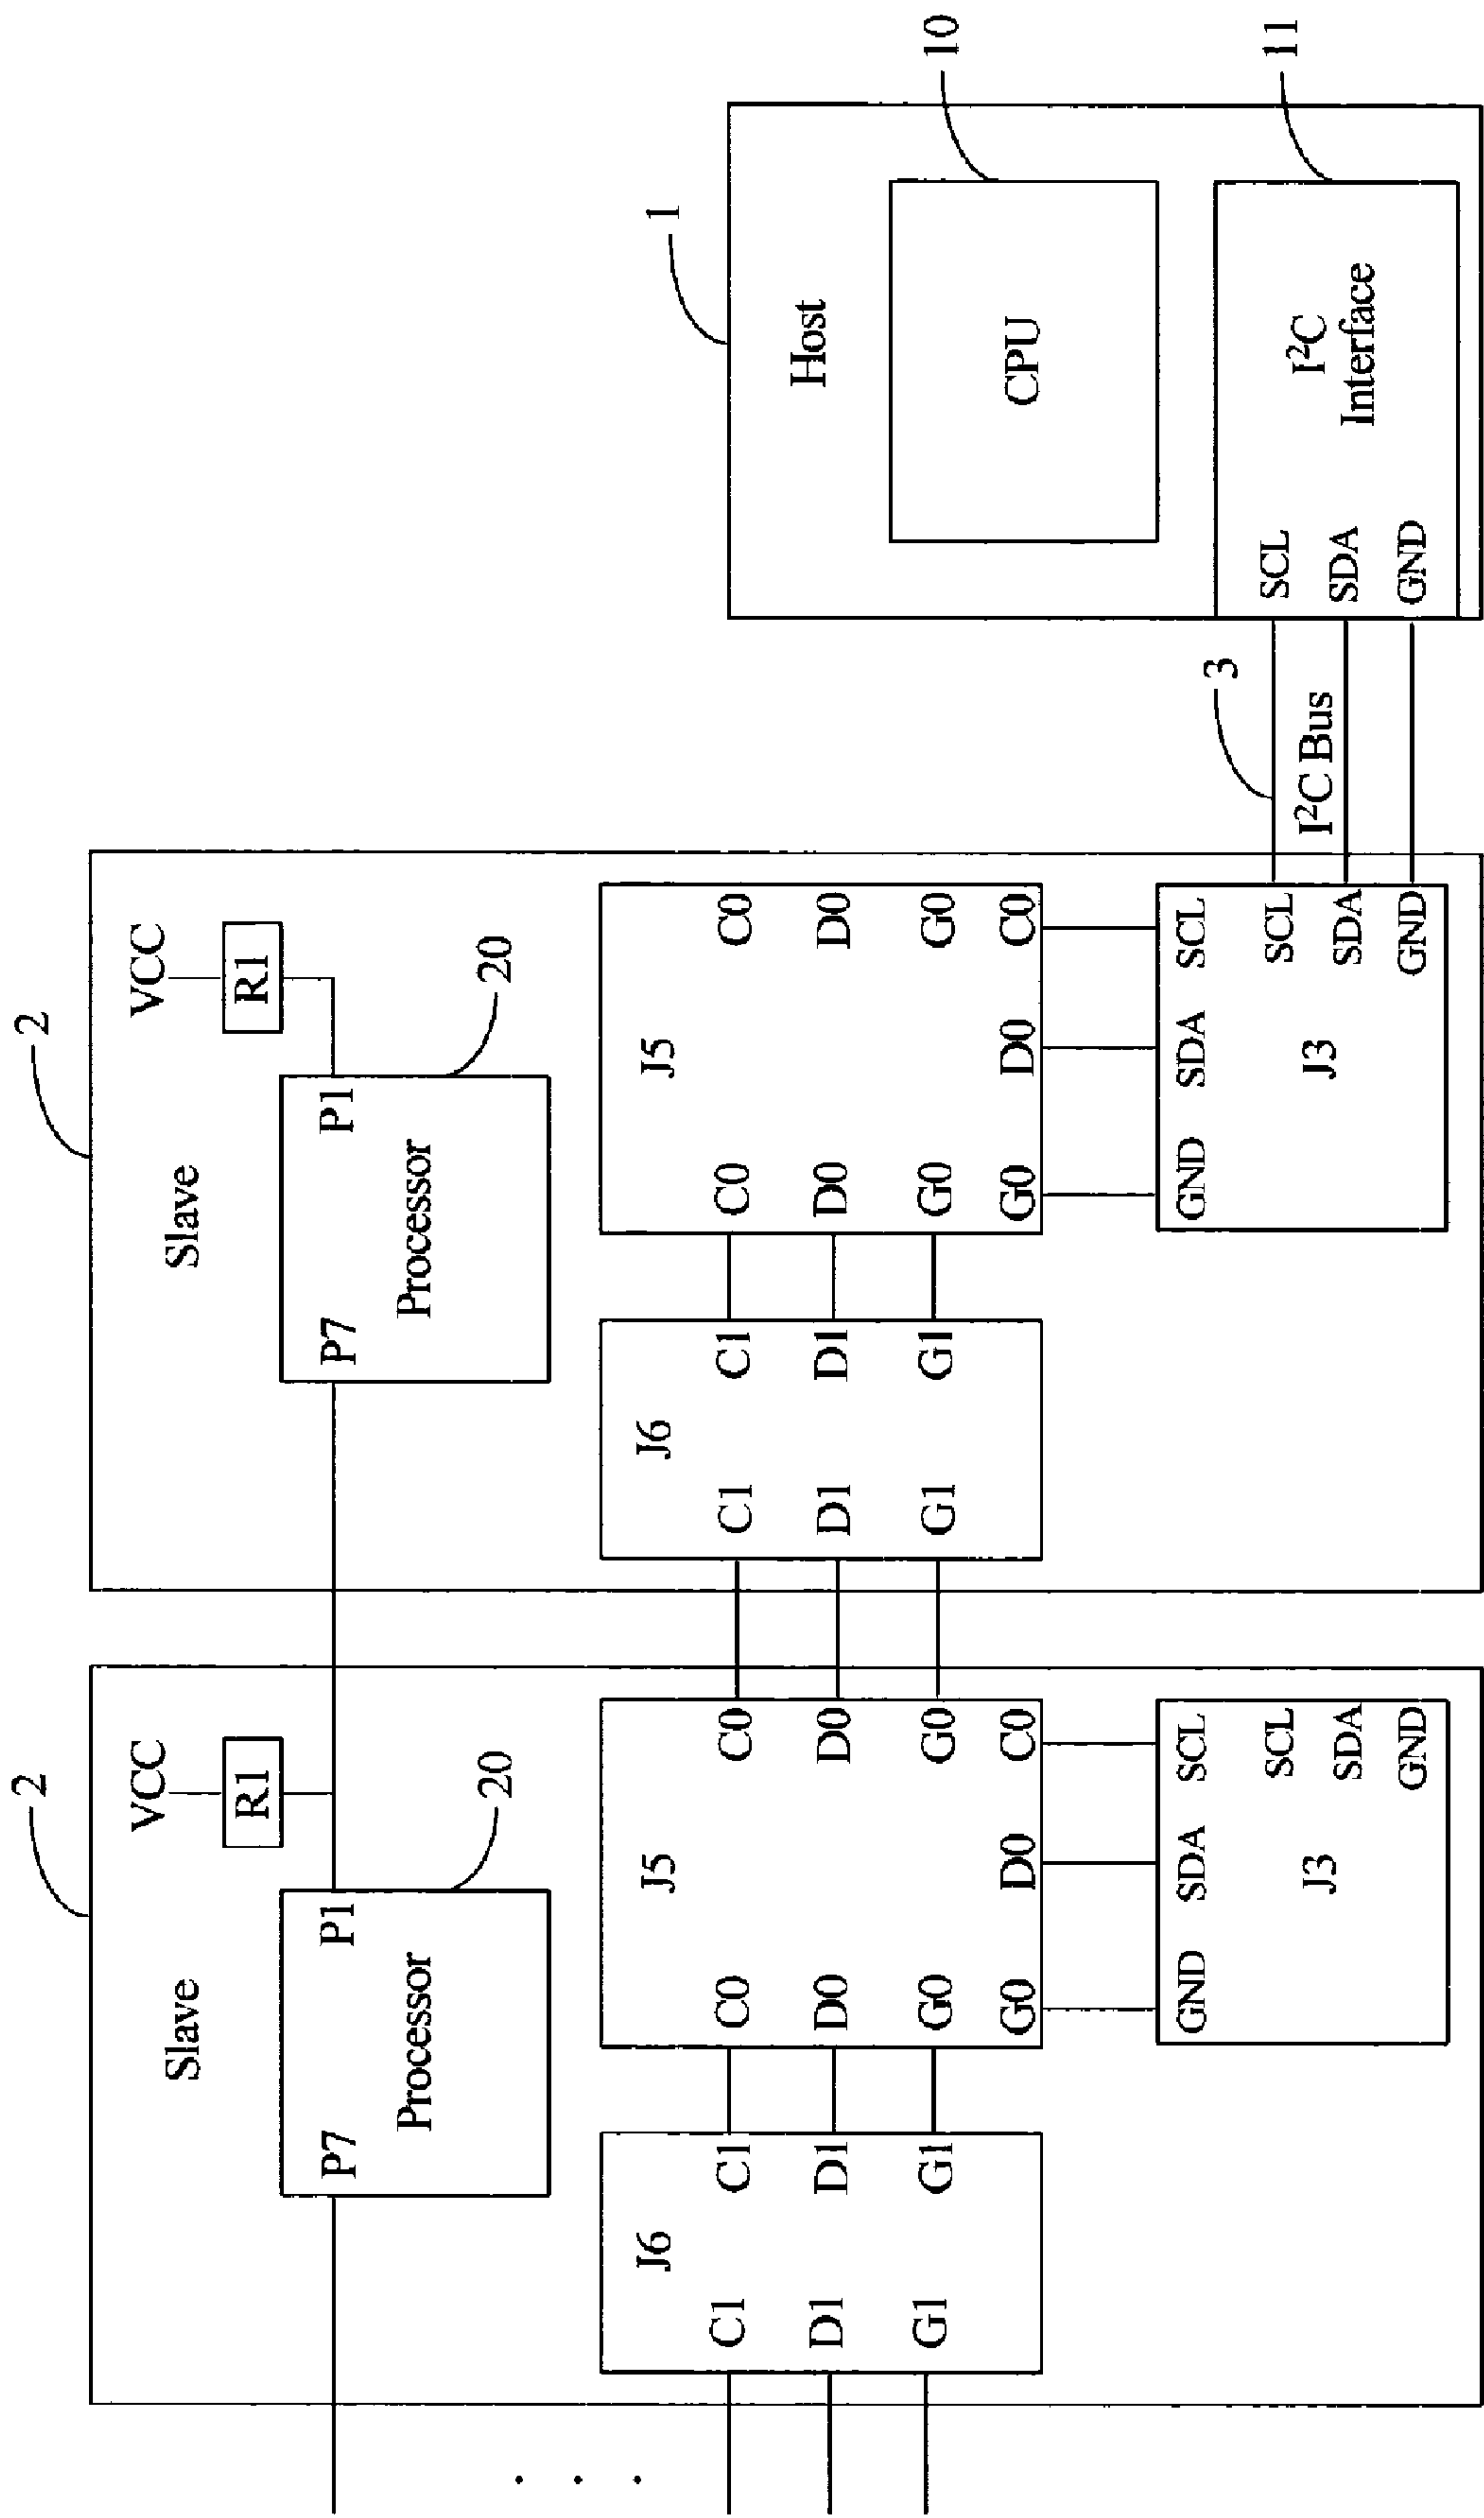 2
Slave
VCC
R1
P7
P1
Processor
20
J6
C1
C1
D1
D1
G1
G1
J5
C0
C0
D0
D0
G0
G0
G0
D0
C0
GND
SDA
SCL
SCL
J3
SDA
GND
. . .
2
Slave
VCC
R1
P7
P1
Processor
20
J6
C1
C1
D1
D1
G1
G1
J5
C0
C0
D0
D0
G0
G0
G0
D0
C0
GND
SDA
SCL
SCL
J3
SDA
GND
3
I²C Bus
1
Host
CPU
10
SCL
I²C
SDA
Interface
GND
11